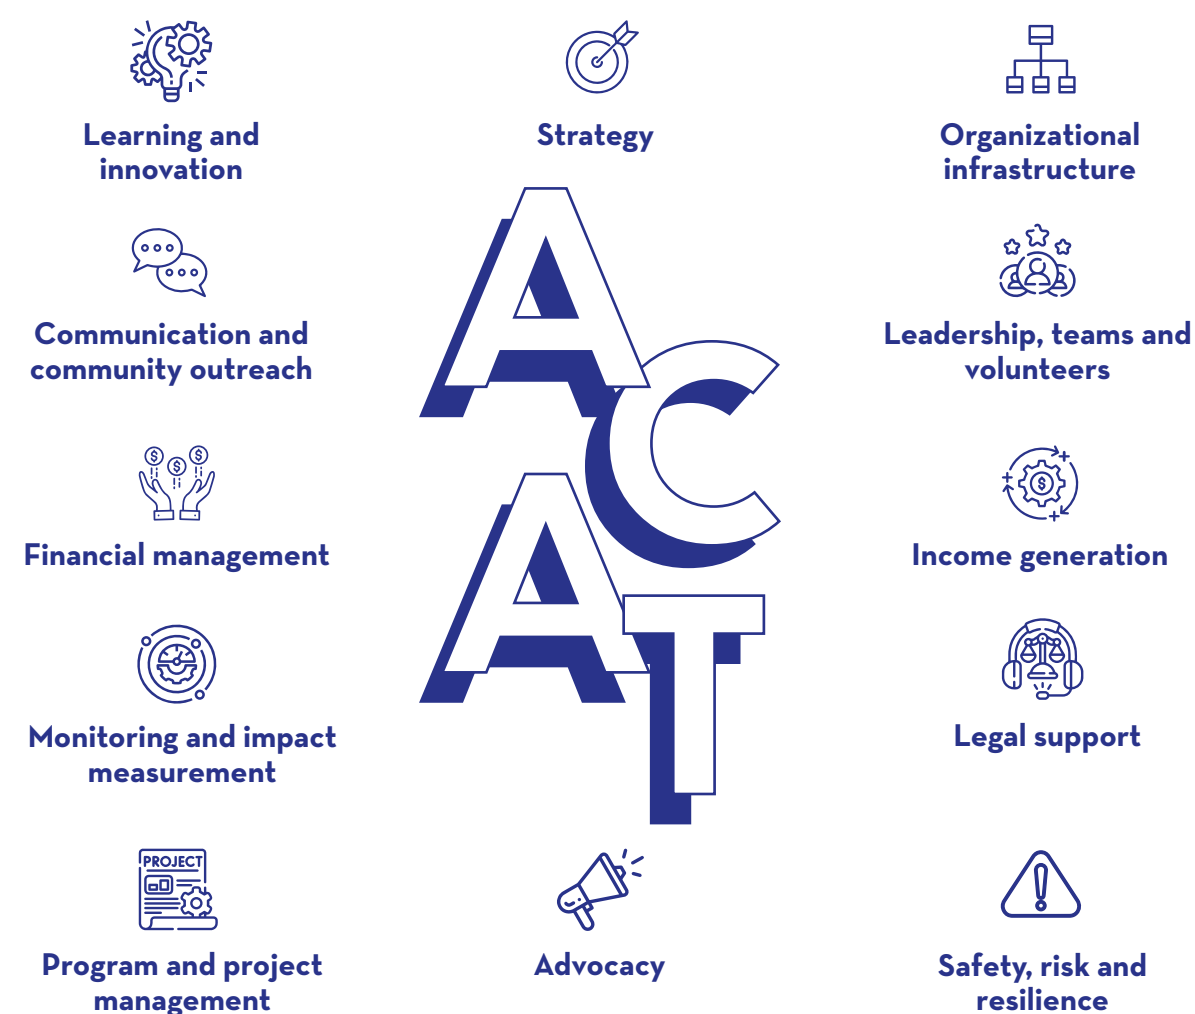 Learning and
innovation
Strategy
Organizational
infrastructure
Communication and
community outreach
Leadership, teams and
volunteers
A
C
A
T
Financial management
Income generation
Monitoring and impact
measurement
Legal support
PROJECT
Program and project
management
Advocacy
Safety, risk and
resilience